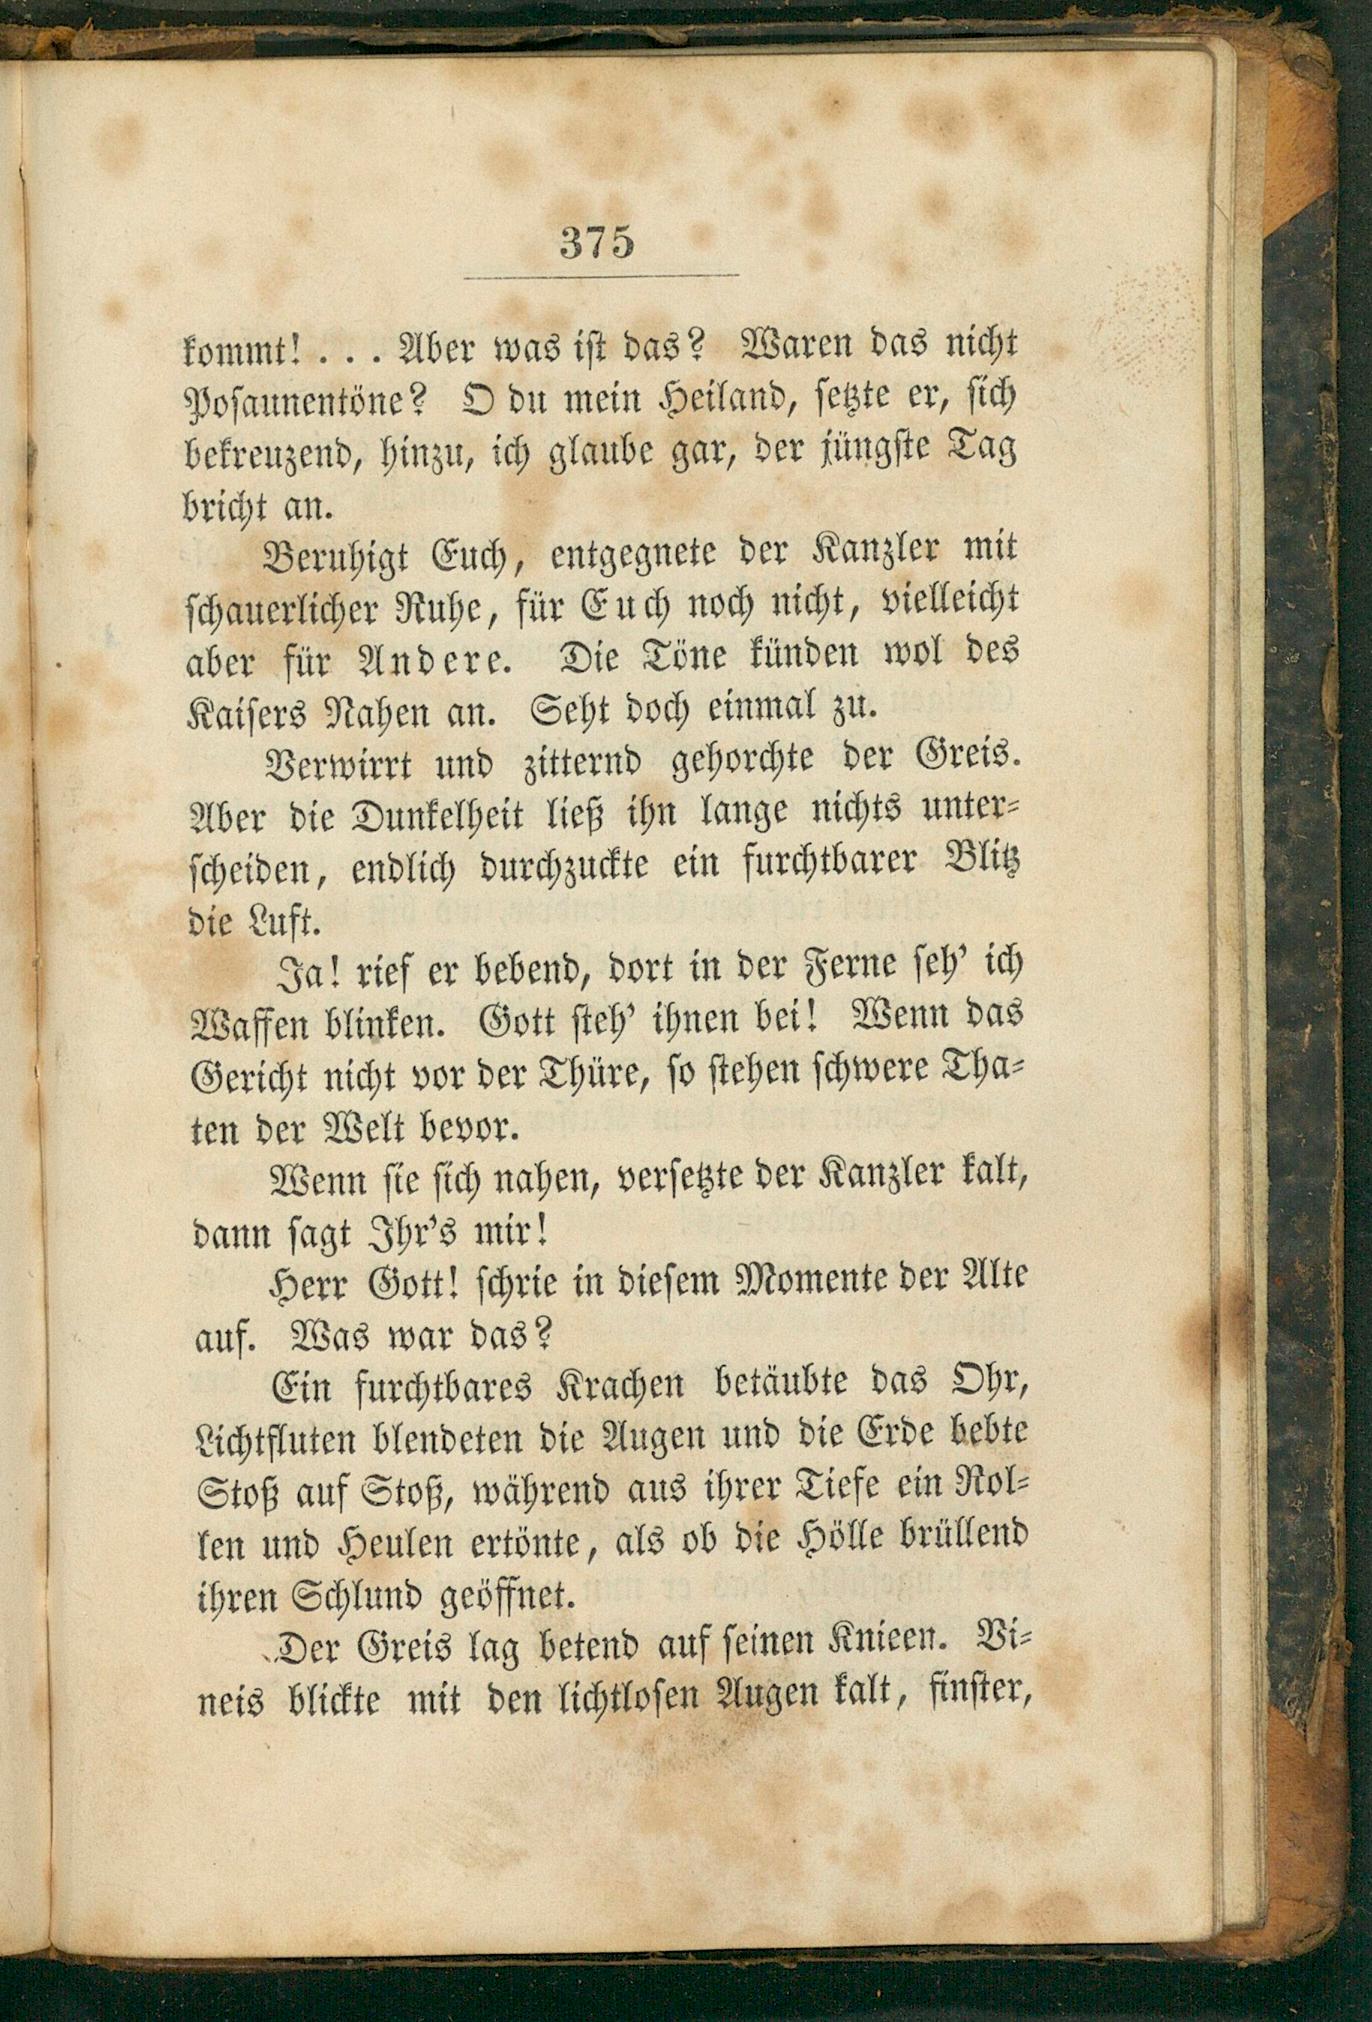 375
kommt! . . . Aber was ist das? Waren das nicht
Posaunentöne? O du mein Heiland, setzte er, sich
bekreuzend, hinzu, ich glaube gar, der jüngste Tag
bricht an.
Beruhigt Euch, entgegnete der Kanzler mit
schauerlicher Ruhe, für Euch noch nicht, vielleicht
aber für Andere. Die Töne künden wol des
Kaisers Nahen an. Seht doch einmal zu.
Verwirrt und zitternd gehorchte der Greis.
Aber die Dunkelheit ließ ihn lange nichts unter-
scheiden, endlich durchzuckte ein furchtbarer Blitz
die Luft.
Ja! rief er bebend, dort in der Ferne seh’ ich
Waffen blinken. Gott steh’ ihnen bei! Wenn das
Gericht nicht vor der Thüre, so stehen schwere Tha-
ten der Welt bevor.
Wenn sie sich nahen, versetzte der Kanzler kalt,
dann sagt Ihr’s mir!
Herr Gott! schrie in diesem Momente der Alte
auf. Was war das?
Ein furchtbares Krachen betäubte das Ohr,
Lichtfluten blendeten die Augen und die Erde bebte
Stoß auf Stoß, während aus ihrer Tiefe ein Rol-
len und Heulen ertönte, als ob die Hölle brüllend
ihren Schlund geöffnet.
Der Greis lag betend auf seinen Knieen. Vi-
neis blickte mit den lichtlosen Augen kalt, finster,